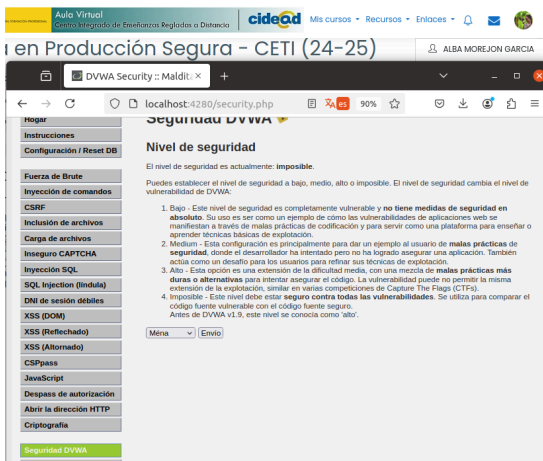 Aula Virtual
Centro Integrado de Enseñanzas Regladas a Distancia
cidead
Mis cursos Recursos Enlaces
en Producción Segura - CETI (24-25)
ALBA MOREJON GARCIA
DVWA Security :: Maldita
localhost:4280/security.php
es
90%
Hogar
Instrucciones
Configuración / Reset DB
Fuerza de Brute
Inyección de comandos
CSRF
Inclusión de archivos
Carga de archivos
Inseguro CAPTCHA
Inyección SQL
SQL Injection (líndula)
DNI de sesión débiles
XSS (DOM)
XSS (Reflechado)
XSS (Alternado)
CSPpass
JavaScript
Despass de autorización
Abrir la dirección HTTP
Criptografía
Seguridad DVWA
Seguridad DVWA
Nivel de seguridad
El nivel de seguridad es actualmente: imposible.
Puedes establecer el nivel de seguridad a bajo, medio, alto o imposible. El nivel de seguridad cambia el nivel de
vulnerabilidad de DVWA:
1. Bajo - Este nivel de seguridad es completamente vulnerable y no tiene medidas de seguridad en
absoluto. Su uso es ser como un ejemplo de cómo las vulnerabilidades de aplicaciones web se
manifiestan a través de malas prácticas de codificación y para servir como una plataforma para enseñar o
aprender técnicas básicas de explotación.
2. Medium - Esta configuración es principalmente para dar un ejemplo al usuario de malas prácticas de
seguridad, donde el desarrollador ha intentado pero no ha logrado asegurar una aplicación. También
actúa como un desafío para los usuarios para refinar sus técnicas de explotación.
3. Alto - Esta opción es una extensión de la dificultad media, con una mezcla de malas prácticas más
duras o alternativas para intentar asegurar el código. La vulnerabilidad puede no permitir la misma
extensión de la explotación, similar en varias competiciones de Capture The Flags (CTFs).
4. Imposible - Este nivel debe estar seguro contra todas las vulnerabilidades. Se utiliza para comparar el
código fuente vulnerable con el código fuente seguro.
Antes de DVWA v1.9, este nivel se conocía como 'alto'.
Ména
Envío